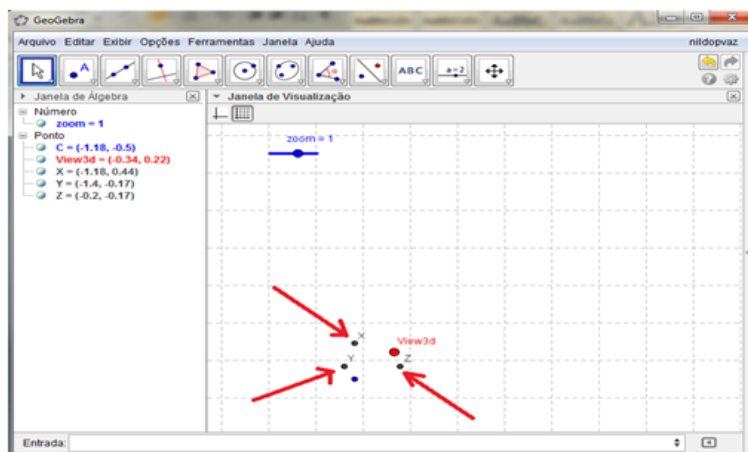 GeoGebra
Arquivo Editar Exibir Opções Ferramentas Janela Ajuda
nildopvaz
A
ABC
a=2
Janela de Álgebra
Janela de Visualização
Número
zoom = 1
Ponto
C = (-1.18, -0.5)
View3d = (-0.34, 0.22)
X = (-1.18, 0.44)
Y = (-1.4, -0.17)
Z = (-0.2, -0.17)
zoom = 1
X
View3d
Y
Z
Entrada: